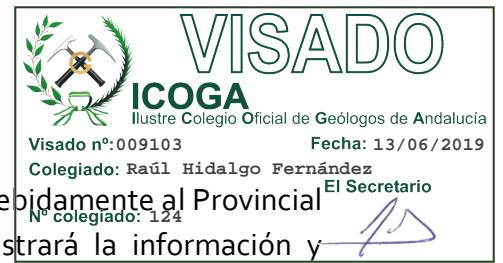 VISADO
ICOGA
Ilustre Colegio Oficial de Geólogos de Andalucía
Visado nº:009103 Fecha: 13/06/2019
Colegiado: Raúl Hidalgo Fernández
ebidamente al Provincial El Secretario
Nº colegiado: 124
strará la información y